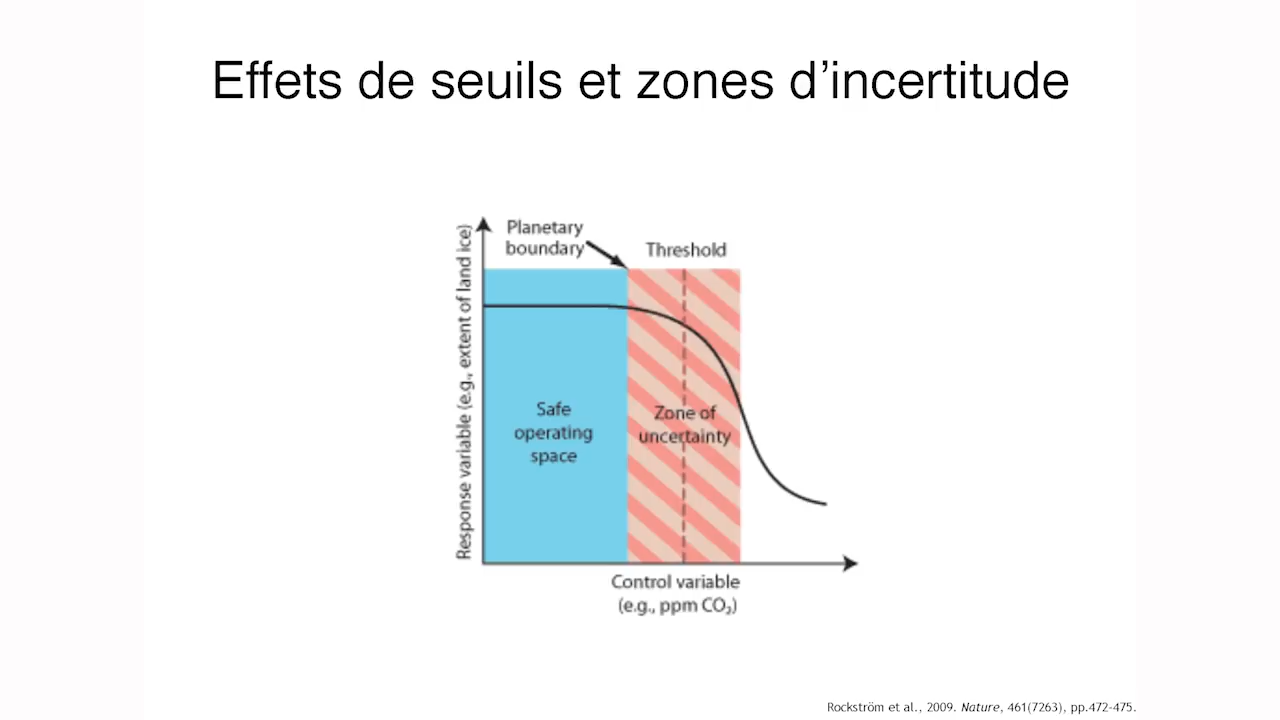 Effets de seuils et zones d’incertitude
Planetary
boundary
Threshold
Response variable (e.g., extent of land ice)
Safe
operating
space
Zone of
uncertainty
Control variable
(e.g., ppm CO₂)
Rockström et al., 2009. Nature, 461(7263), pp.472-475.